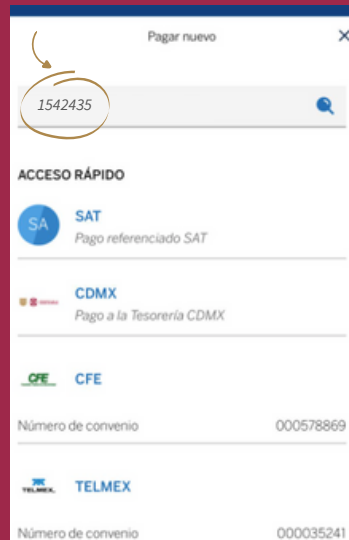 Pagar nuevo
1542435
ACCESO RÁPIDO
SA
SAT
Pago referenciado SAT
CDMX
Pago a la Tesorería CDMX
CFE
CFE
Número de convenio 000578869
TELMEX
TELMEX
Número de convenio 000035241